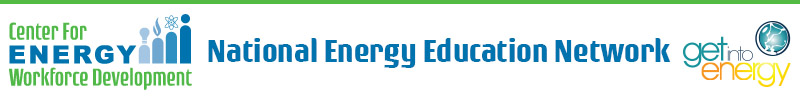 Center For
ENERGY
Workforce Development
National Energy Education Network
get into
energy